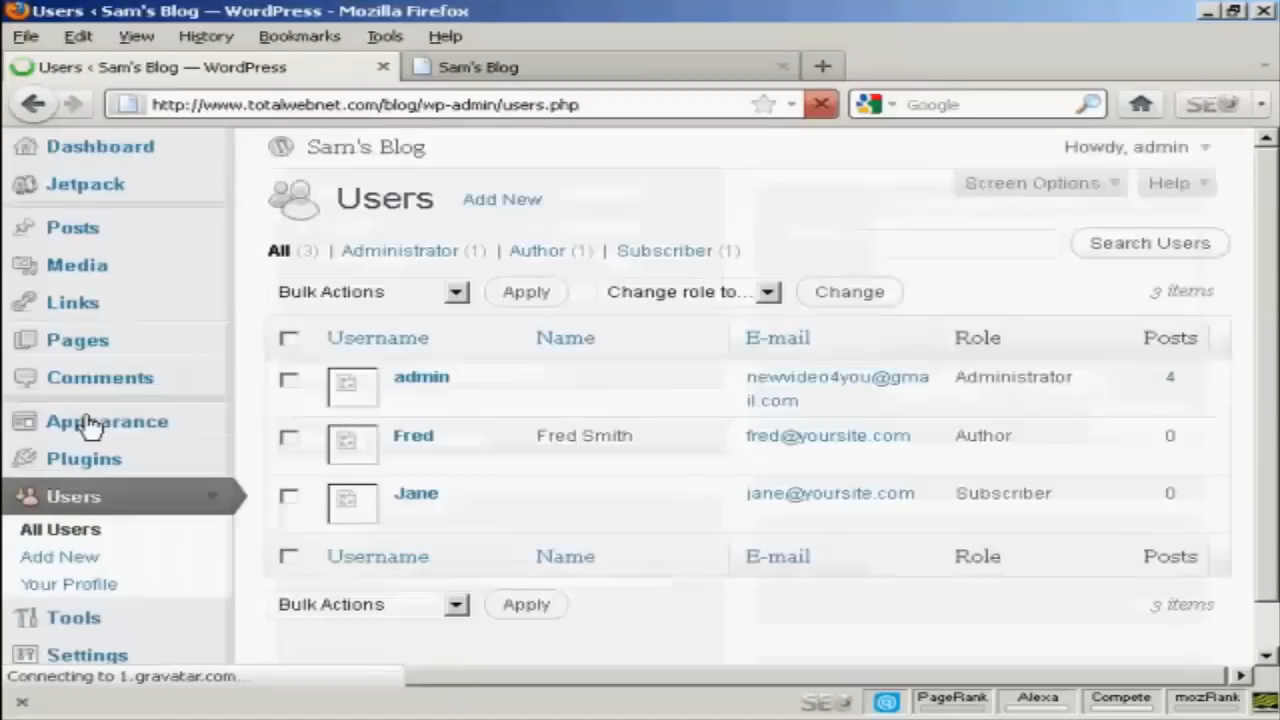 Users ‹ Sam's Blog — WordPress - Mozilla Firefox
File Edit View History Bookmarks Tools Help
Users ‹ Sam's Blog — WordPress
Sam's Blog
http://www.totalwebnet.com/blog/wp-admin/users.php
Google
Dashboard
Jetpack
Posts
Media
Links
Pages
Comments
Appearance
Plugins
Users
All Users
Add New
Your Profile
Tools
Settings
Sam's Blog
Howdy, admin
Screen Options
Help
Users Add New
All (3) | Administrator (1) | Author (1) | Subscriber (1)
Search Users
Bulk Actions Apply Change role to... Change 3 items
Username Name E-mail Role Posts
admin newvideo4you@gma Administrator 4
il.com
Fred Fred Smith fred@yoursite.com Author 0
Jane jane@yoursite.com Subscriber 0
Username Name E-mail Role Posts
Bulk Actions Apply 3 items
Connecting to 1.gravatar.com...
PageRank Alexa Compete mozRank